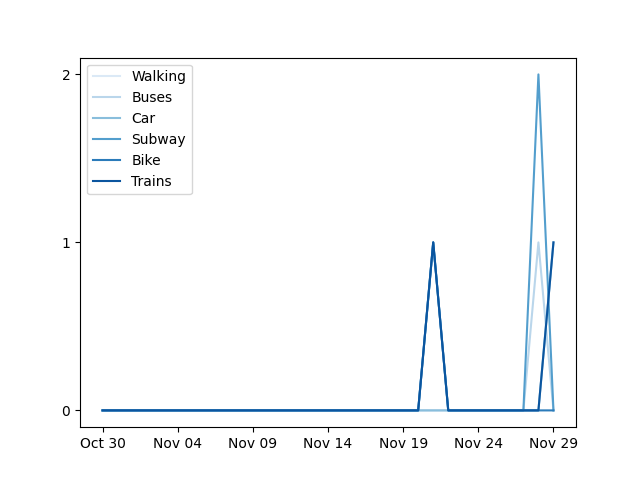 Walking
Buses
Car
Subway
Bike
Trains
2
1
0
Oct 30 Nov 04 Nov 09 Nov 14 Nov 19 Nov 24 Nov 29